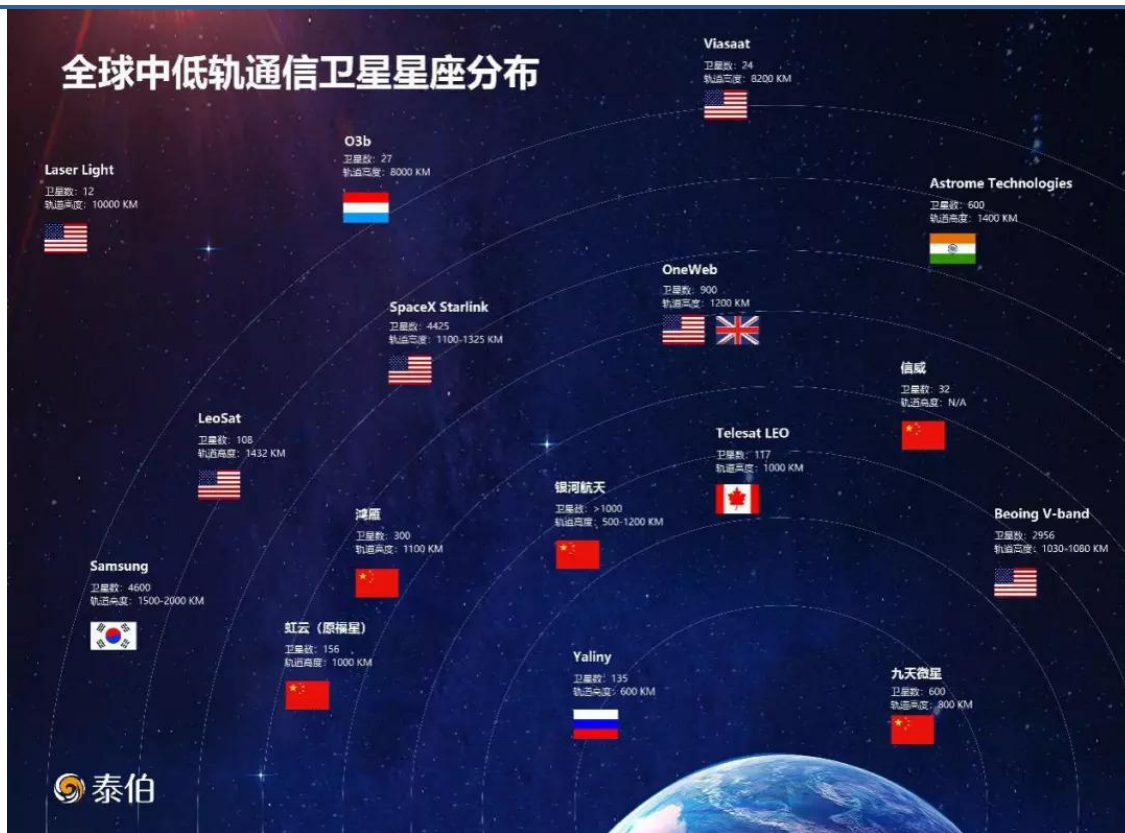 全球中低轨通信卫星星座分布
Viasaat
卫星数：24
轨道高度：8200 KM
O3b
卫星数：27
轨道高度：8000 KM
Laser Light
卫星数：12
轨道高度：10000 KM
Astrome Technologies
卫星数：600
轨道高度：1400 KM
OneWeb
卫星数：900
轨道高度：1200 KM
SpaceX Starlink
卫星数：4425
轨道高度：1100-1325 KM
信威
卫星数：32
轨道高度：N/A
LeoSat
卫星数：108
轨道高度：1432 KM
Telesat LEO
卫星数：117
轨道高度：1000 KM
银河航天
卫星数：>1000
轨道高度：500-1200 KM
鸿雁
卫星数：300
轨道高度：1100 KM
Beoing V-band
卫星数：2956
轨道高度：1030-1080 KM
Samsung
卫星数：4600
轨道高度：1500-2000 KM
虹云（原福星）
卫星数：156
轨道高度：1000 KM
Yaliny
卫星数：135
轨道高度：600 KM
九天微星
卫星数：600
轨道高度：800 KM
泰伯